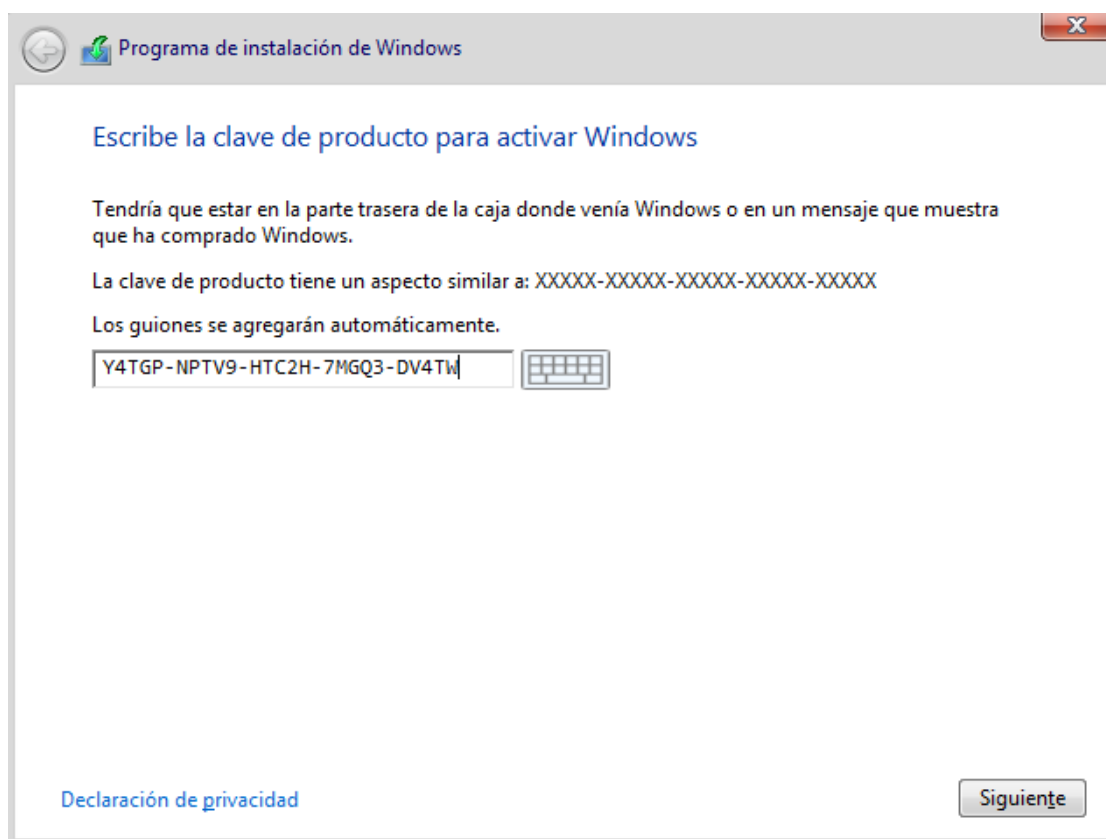 Programa de instalación de Windows
X
Escribe la clave de producto para activar Windows
Tendría que estar en la parte trasera de la caja donde venía Windows o en un mensaje que muestra
que ha comprado Windows.
La clave de producto tiene un aspecto similar a: XXXXX-XXXXX-XXXXX-XXXXX-XXXXX
Los guiones se agregarán automáticamente.
Y4TGP-NPTV9-HTC2H-7MGQ3-DV4TW
Declaración de privacidad
Siguiente